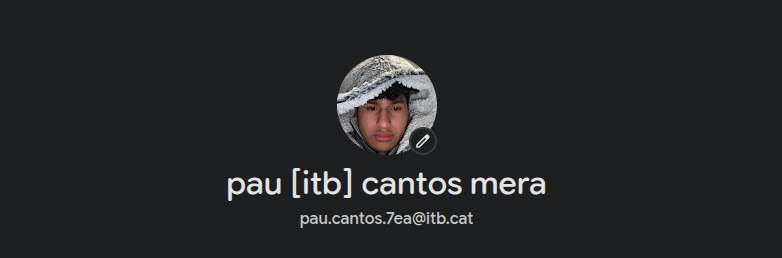 pau [itb] cantos mera
pau.cantos.7ea@itb.cat